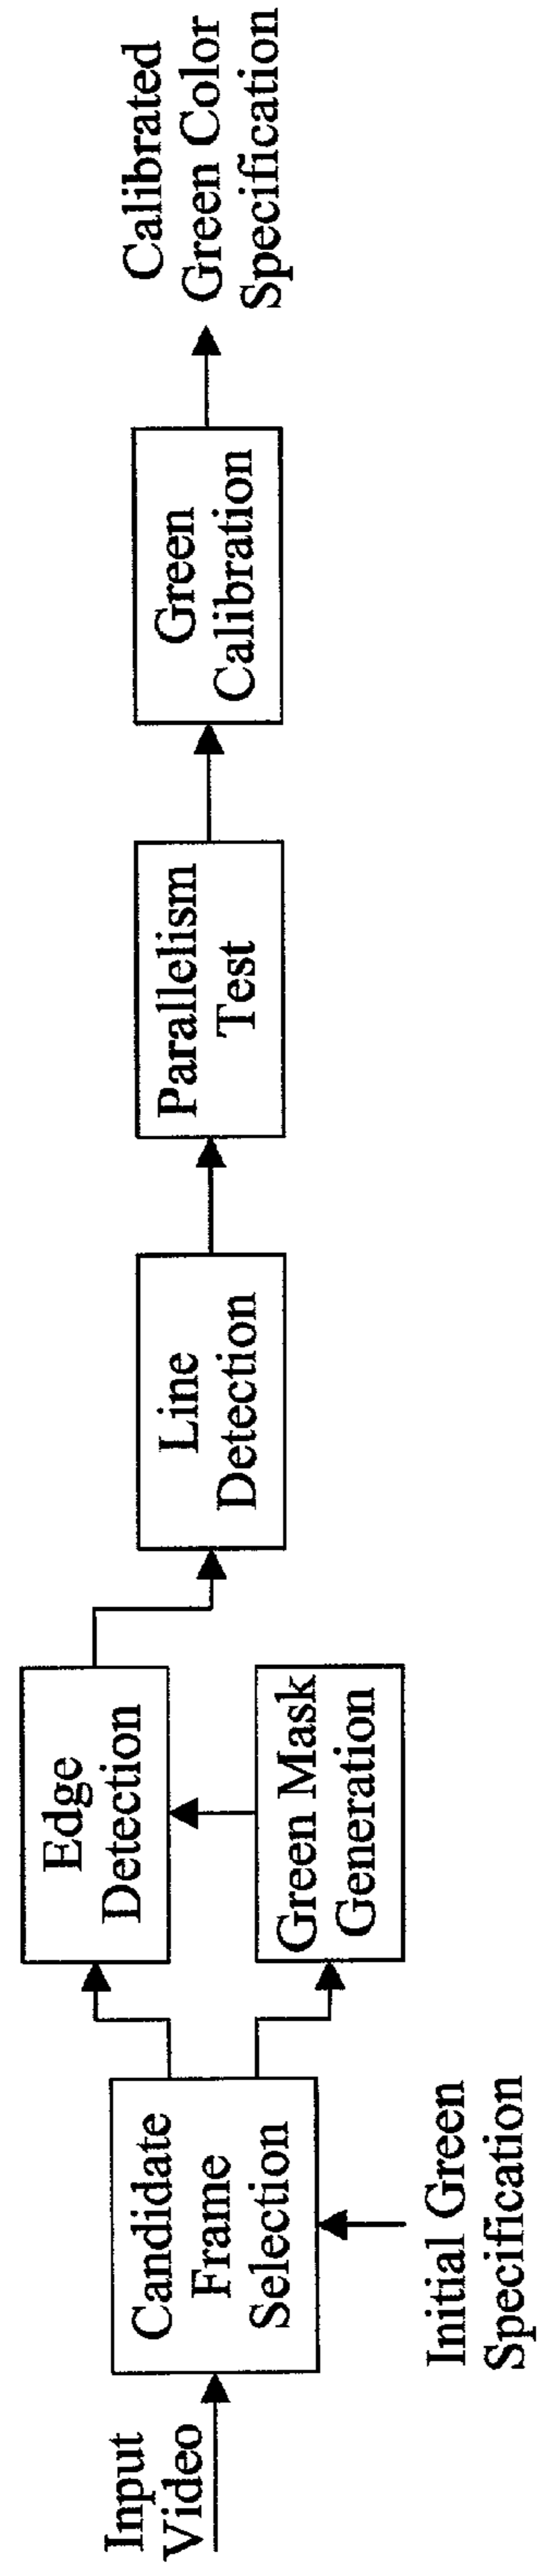 Input
Video
Candidate
Frame
Selection
Initial Green
Specification
Edge
Detection
Green Mask
Generation
Line
Detection
Parallelism
Test
Green
Calibration
Calibrated
Green Color
Specification